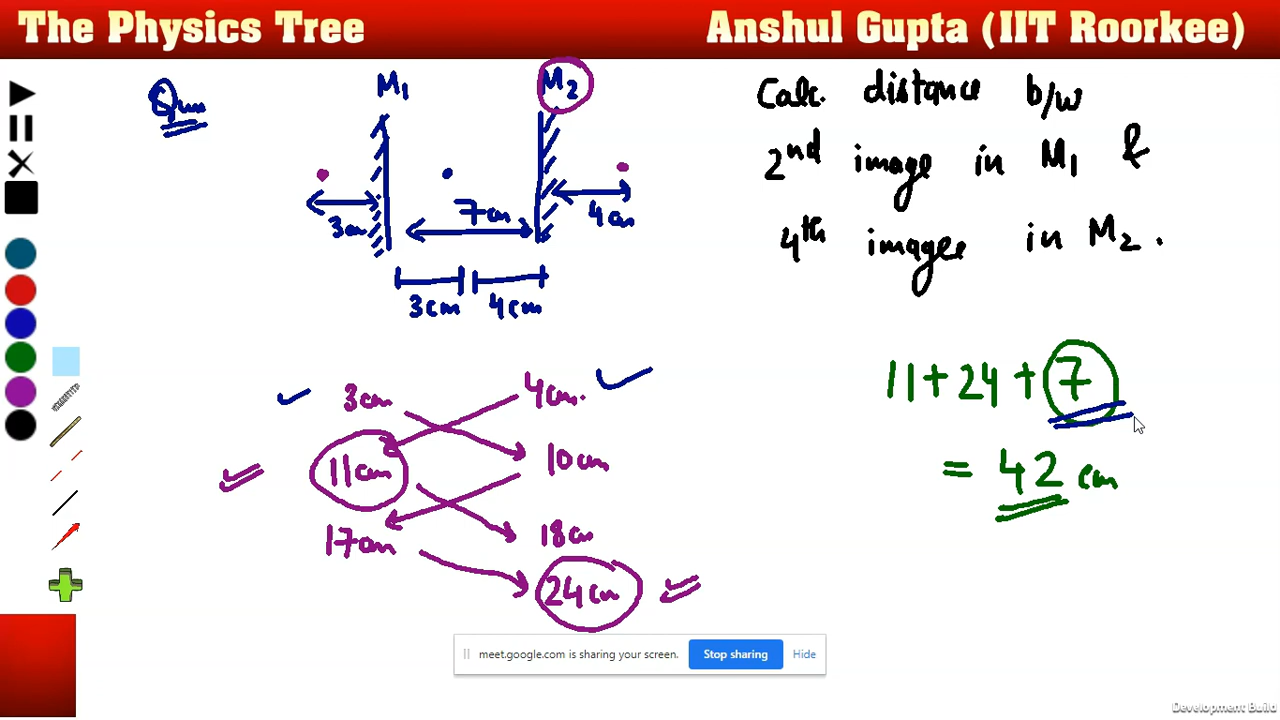 The Physics Tree
Anshul Gupta (IIT Roorkee)
Qus
M1
M2
3cm
7cm
4cm
3cm
4cm
Calc. distance b/w
2nd image in M1 &
4th images in M2.
3cm
4cm.
11cm
10cm
17cm
18cm
24cm
11+24+7
= 42 cm
meet.google.com is sharing your screen.
Stop sharing
Hide
Development Build